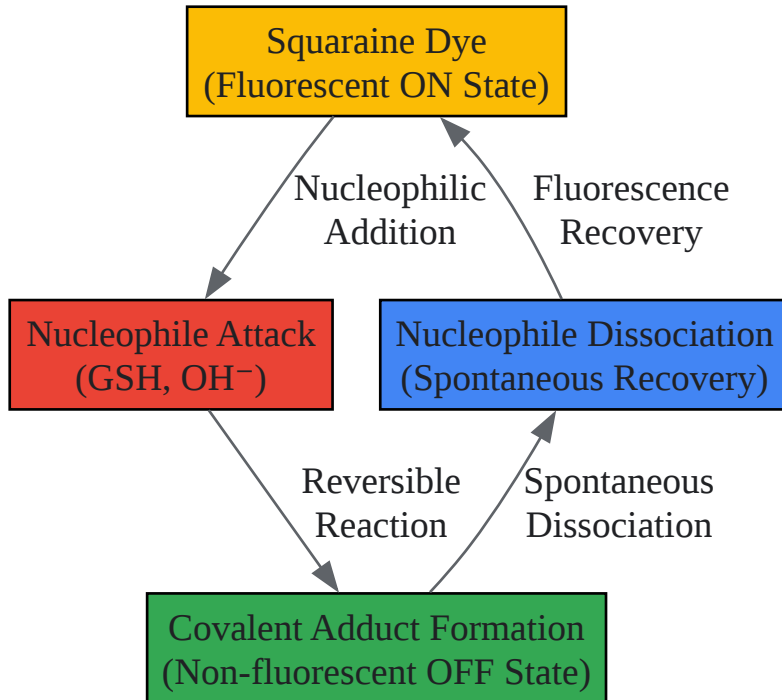 Squaraine Dye
(Fluorescent ON State)
Nucleophilic
Addition
Fluorescence
Recovery
Nucleophile Attack
(GSH, OH⁻)
Nucleophile Dissociation
(Spontaneous Recovery)
Reversible
Reaction
Spontaneous
Dissociation
Covalent Adduct Formation
(Non-fluorescent OFF State)